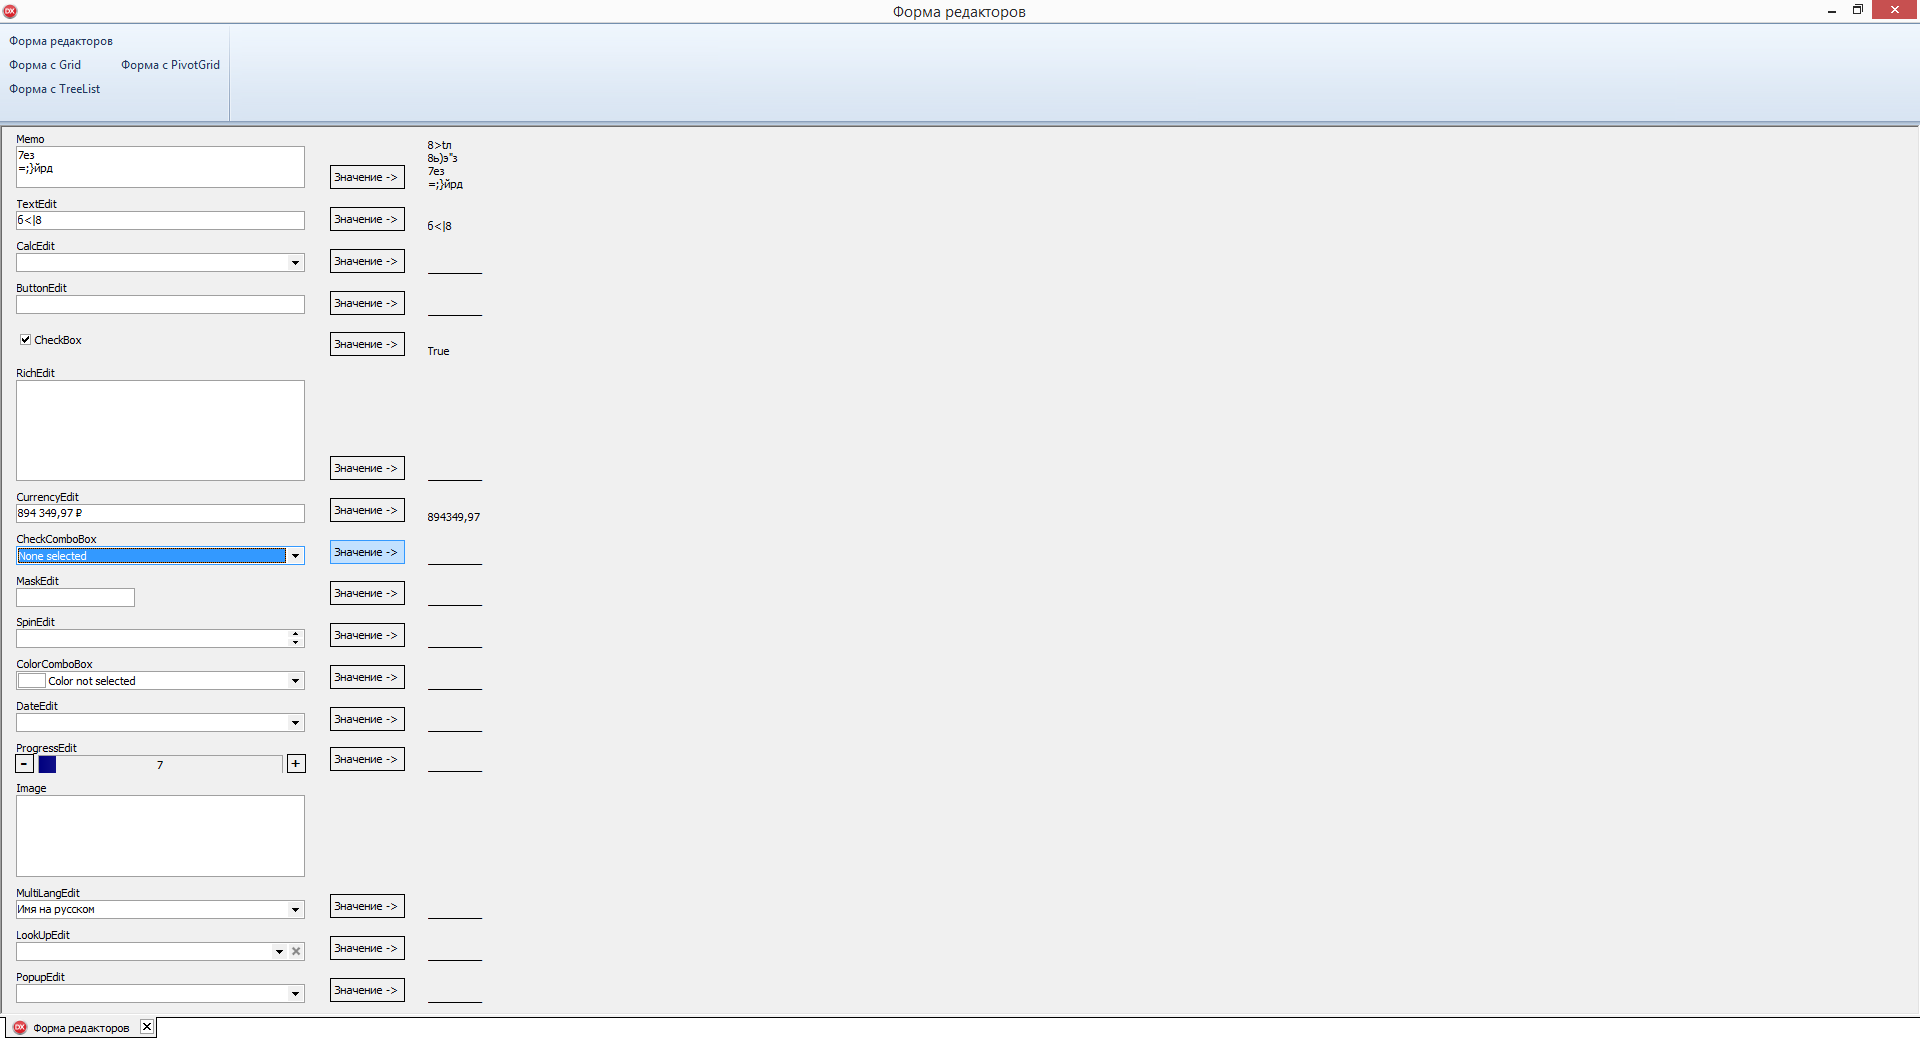 DX
Форма редакторов
Форма редакторов
Форма с Grid
Форма с PivotGrid
Форма с TreeList
Memo
7ез
=;}йрд
Значение ->
8>tл
8ь)э"з
7ез
=;}йрд
TextEdit
б<|8
Значение ->
б<|8
CalcEdit
Значение ->
ButtonEdit
Значение ->
CheckBox
Значение ->
True
RichEdit
Значение ->
CurrencyEdit
894 349,97 ₽
Значение ->
894349,97
CheckComboBox
None selected
Значение ->
MaskEdit
Значение ->
SpinEdit
Значение ->
ColorComboBox
Color not selected
Значение ->
DateEdit
Значение ->
ProgressEdit
- 7 +
Значение ->
Image
MultiLangEdit
Имя на русском
Значение ->
LookUpEdit
Значение ->
PopupEdit
Значение ->
DX Форма редакторов